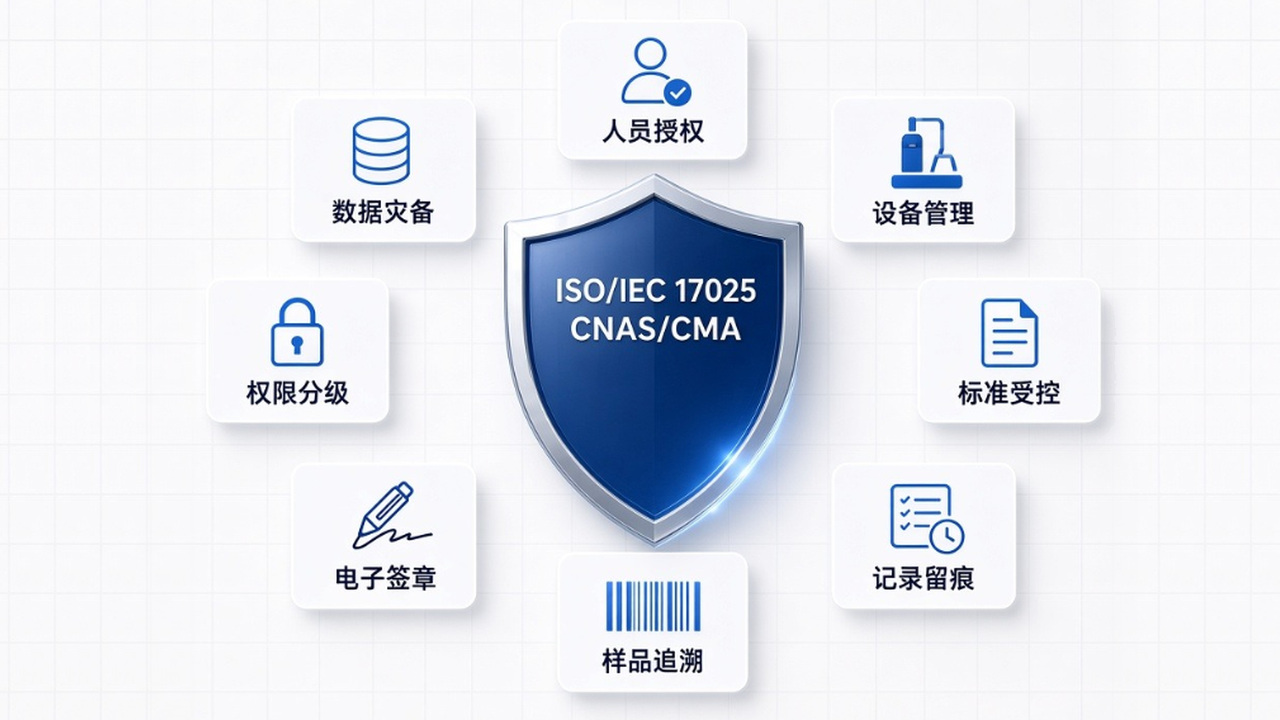 人员授权
数据灾备
设备管理
ISO/IEC 17025
CNAS/CMA
权限分级
标准受控
电子签章
记录留痕
样品追溯